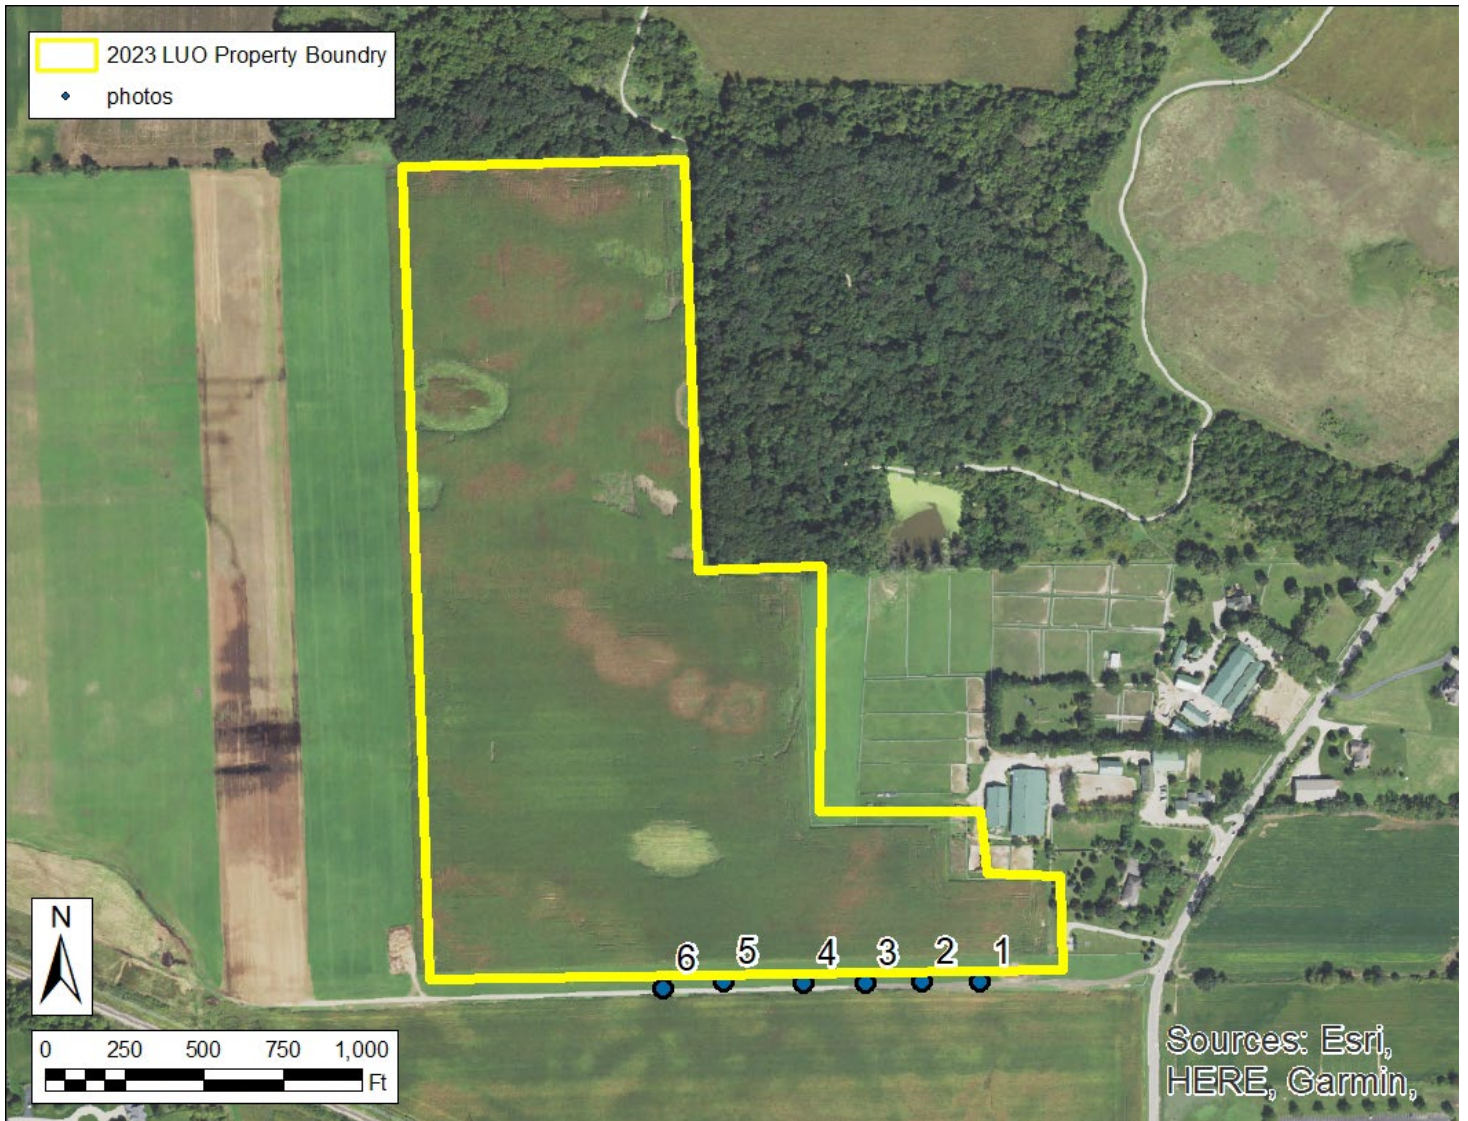 2023 LUO Property Boundry
photos
6 5 4 3 2 1
N
0 250 500 750 1,000
Ft
Sources: Esri,
HERE, Garmin,